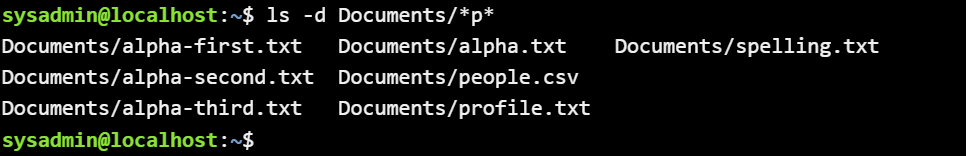 sysadmin@localhost:~$ ls -d Documents/*p*
Documents/alpha-first.txt   Documents/alpha.txt    Documents/spelling.txt
Documents/alpha-second.txt  Documents/people.csv
Documents/alpha-third.txt   Documents/profile.txt
sysadmin@localhost:~$